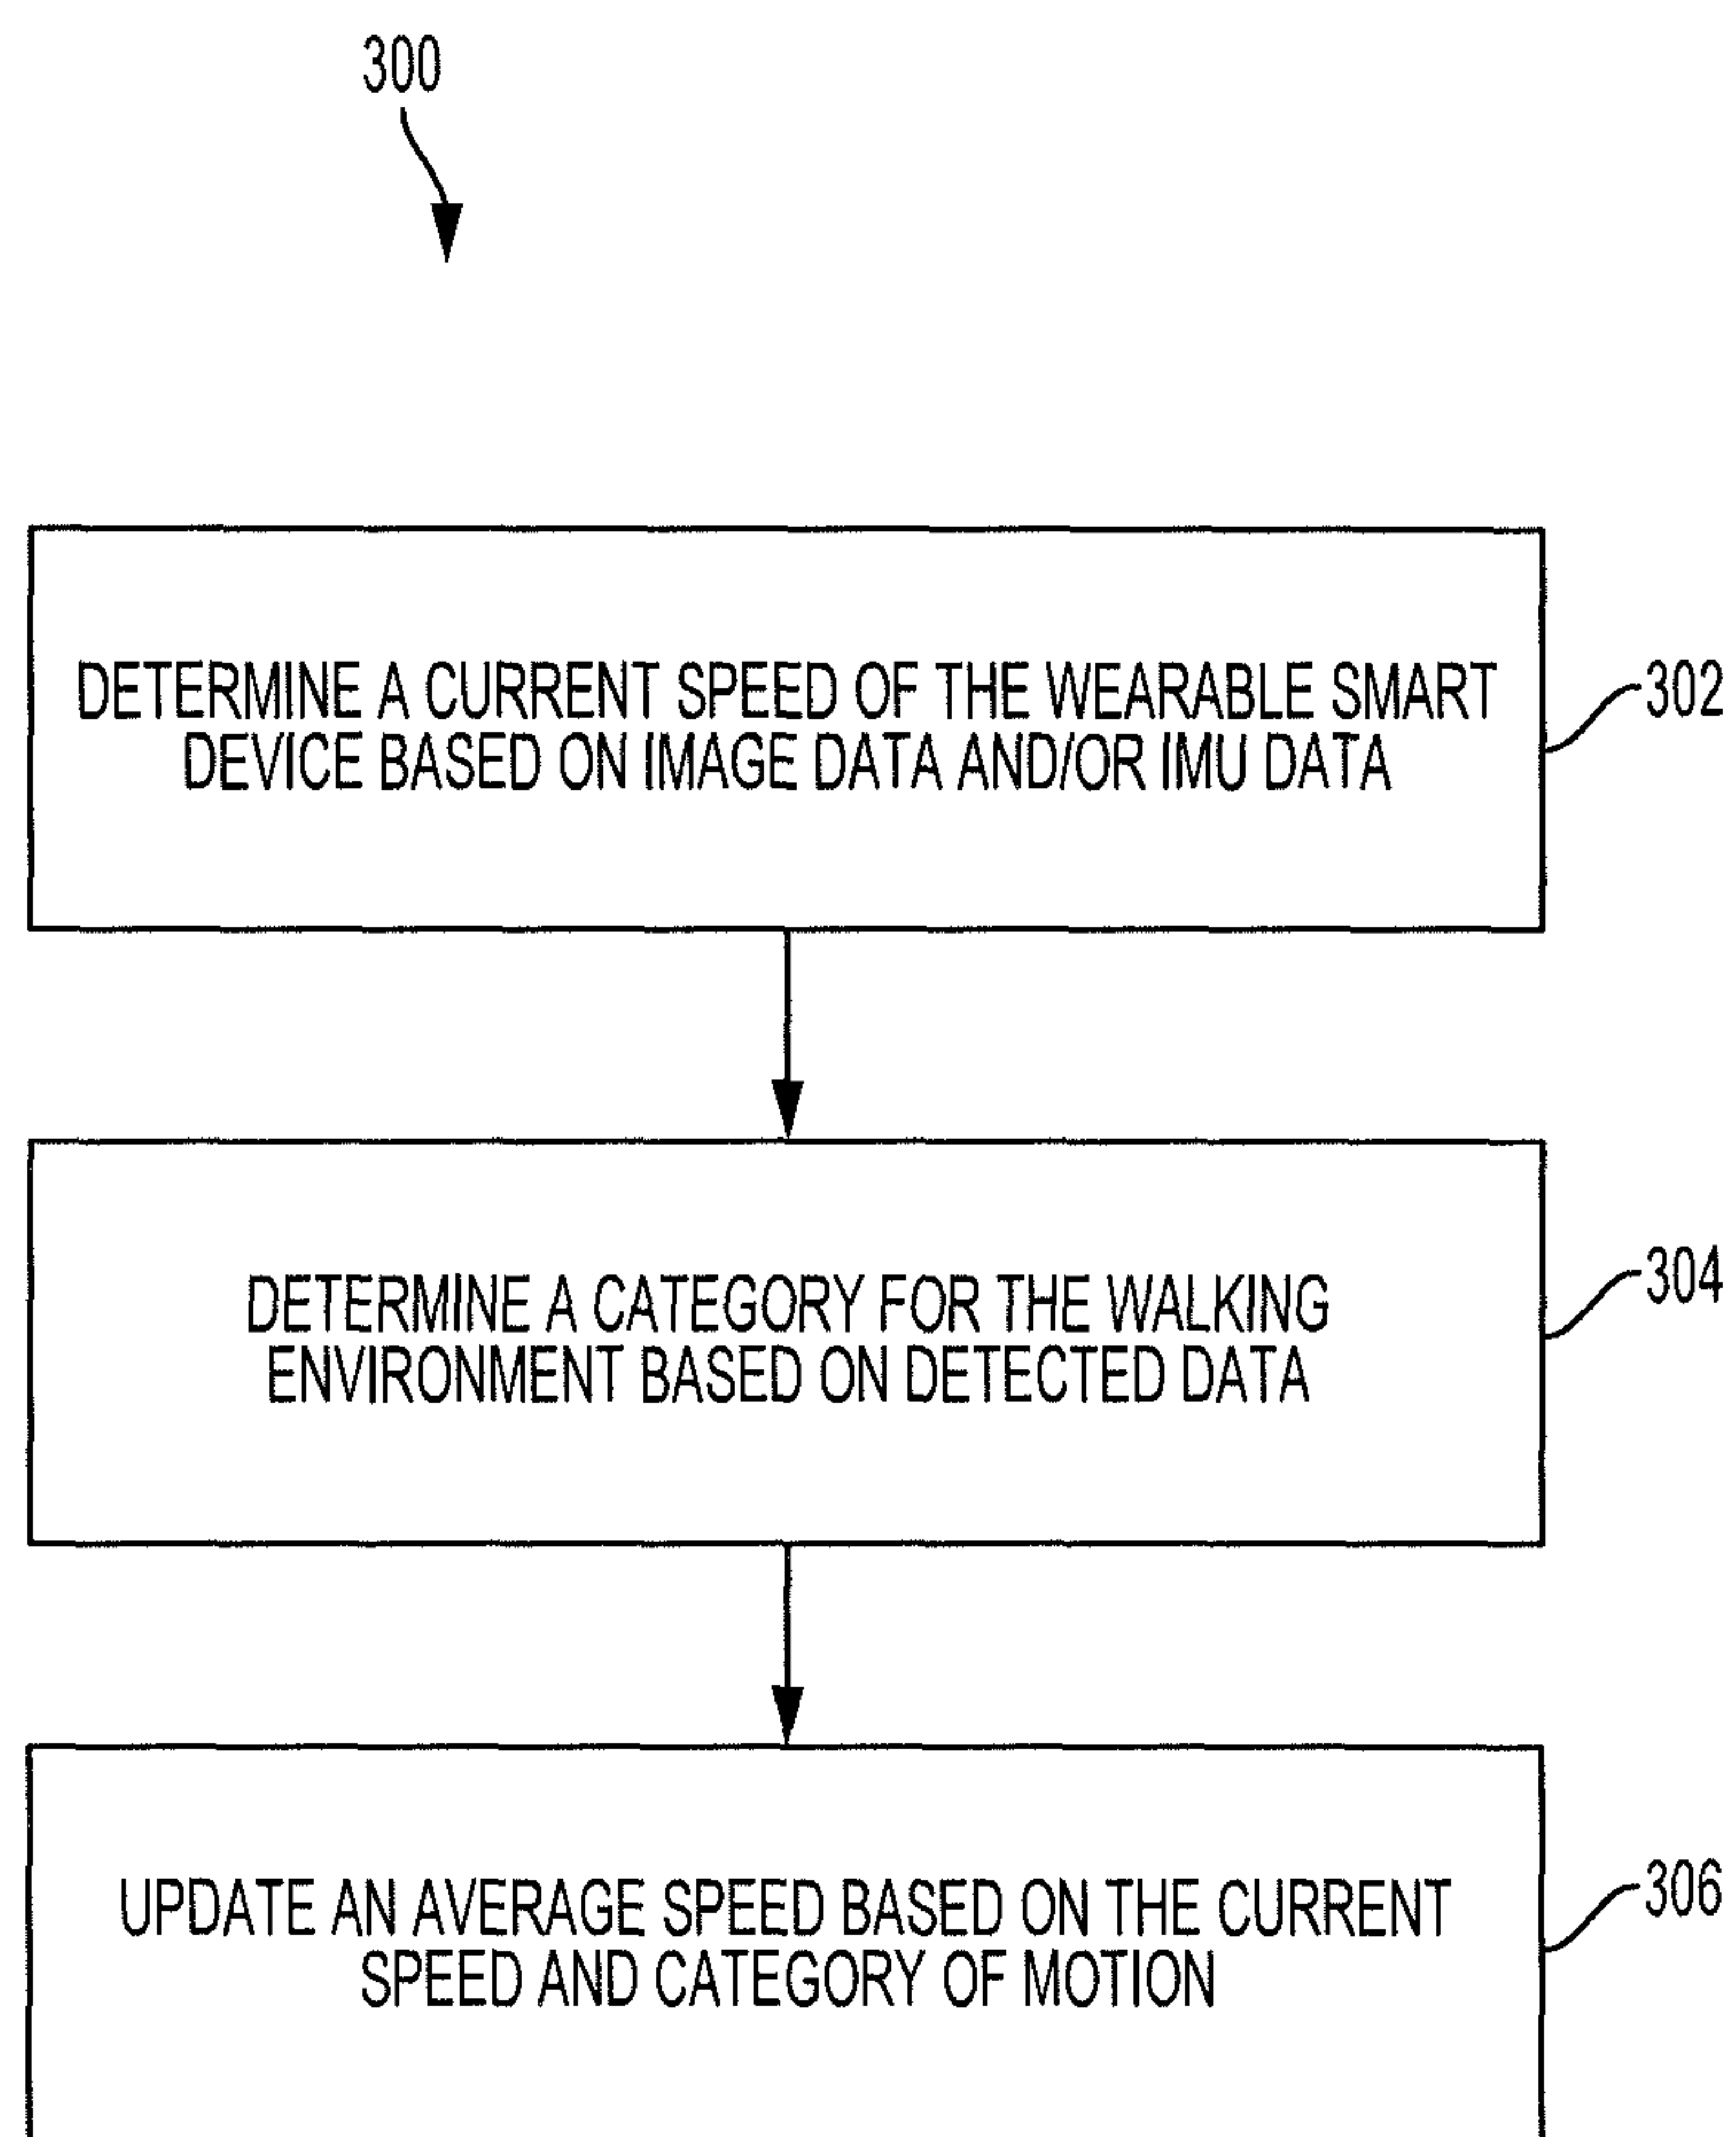 300
DETERMINE A CURRENT SPEED OF THE WEARABLE SMART
DEVICE BASED ON IMAGE DATA AND/OR IMU DATA
302
DETERMINE A CATEGORY FOR THE WALKING
ENVIRONMENT BASED ON DETECTED DATA
304
UPDATE AN AVERAGE SPEED BASED ON THE CURRENT
SPEED AND CATEGORY OF MOTION
306